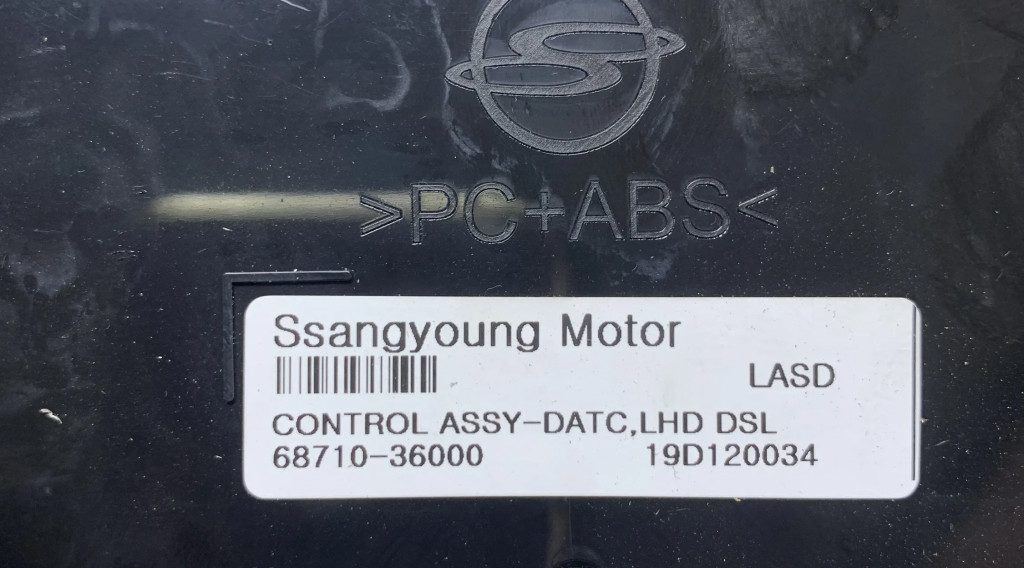 >PC+ABS<
Ssangyoung Motor
LASD
CONTROL ASSY-DATC,LHD DSL
68710-36000 19D120034